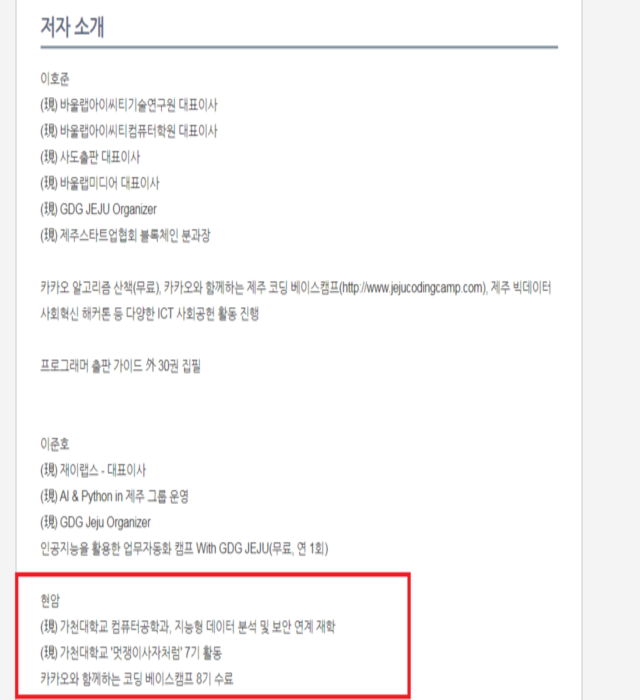 저자 소개
이호준
(現) 바울랩아이씨티기술연구원 대표이사
(現) 바울랩아이씨티컴퓨터학원 대표이사
(現) 사도출판 대표이사
(現) 바울랩미디어 대표이사
(現) GDG JEJU Organizer
(現) 제주스타트업협회 블록체인 분과장
카카오 알고리즘 산책(무료), 카카오와 함께하는 제주 코딩 베이스캠프(http://www.jejucodingcamp.com), 제주 빅데이터
사회혁신 해커톤 등 다양한 ICT 사회공헌 활동 진행
프로그래머 출판 가이드 外 30권 집필
이준호
(現) 재이랩스 - 대표이사
(現) AI & Python in 제주 그룹 운영
(現) GDG Jeju Organizer
인공지능을 활용한 업무자동화 캠프 With GDG JEJU(무료, 연 1회)
현암
(現) 가천대학교 컴퓨터공학과, 지능형 데이터 분석 및 보안 연계 재학
(現) 가천대학교 '멋쟁이사자처럼' 7기 활동
카카오와 함께하는 코딩 베이스캠프 8기 수료